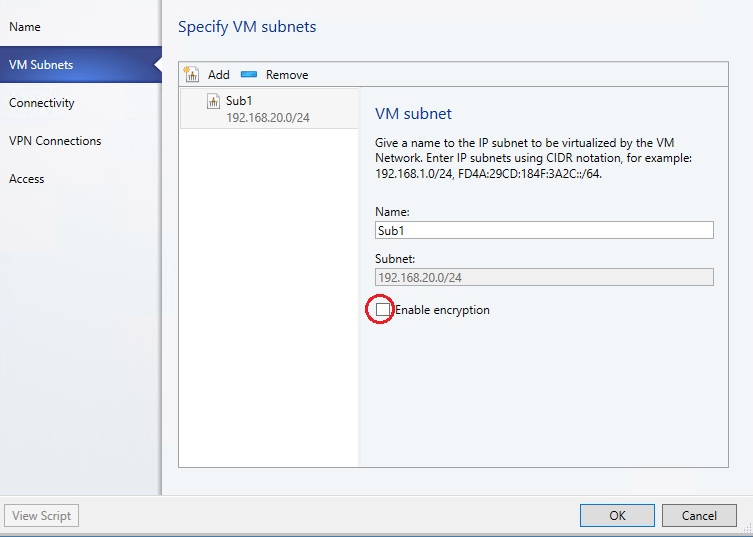 Name
VM Subnets
Connectivity
VPN Connections
Access
Specify VM subnets
Add Remove
Sub1
192.168.20.0/24
VM subnet
Give a name to the IP subnet to be virtualized by the VM
Network. Enter IP subnets using CIDR notation, for example:
192.168.1.0/24, FD4A:29CD:184F:3A2C::/64.
Name:
Sub1
Subnet:
192.168.20.0/24
Enable encryption
View Script
OK
Cancel